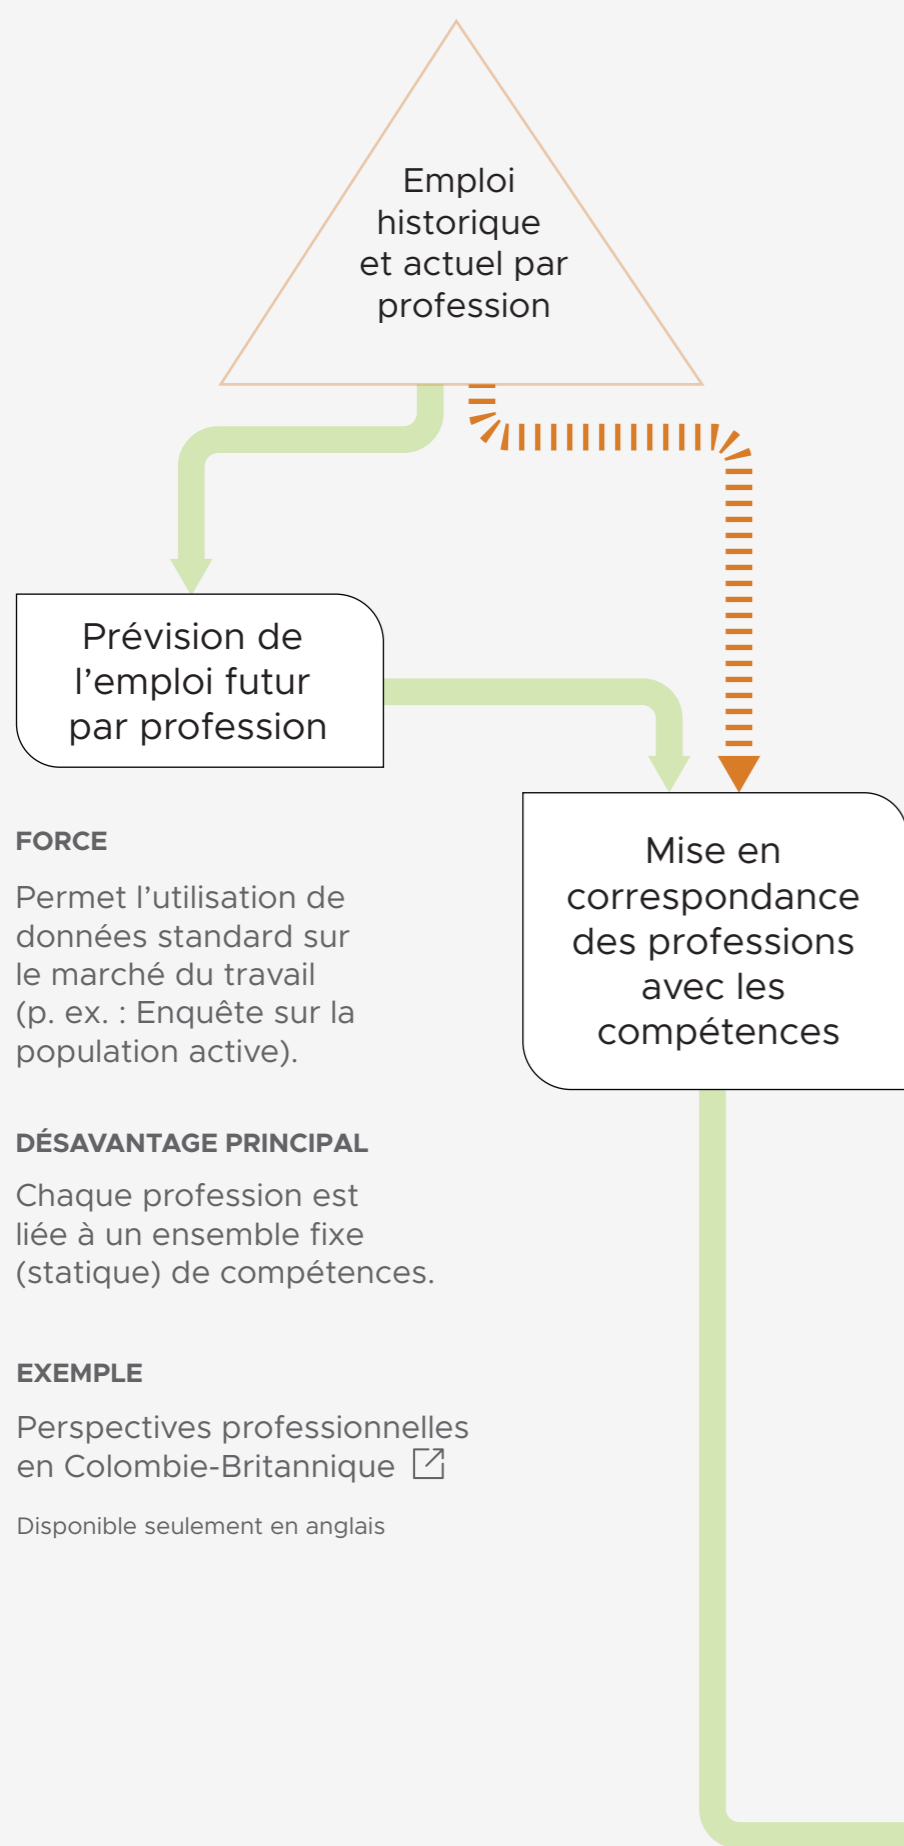 Emploi
historique
et actuel par
profession
Prévision de
l’emploi futur
par profession
FORCE
Permet l’utilisation de
données standard sur
le marché du travail
(p. ex. : Enquête sur la
population active).
DÉSAVANTAGE PRINCIPAL
Chaque profession est
liée à un ensemble fixe
(statique) de compétences.
EXEMPLE
Perspectives professionnelles
en Colombie-Britannique
Disponible seulement en anglais
Mise en
correspondance
des professions
avec les
compétences